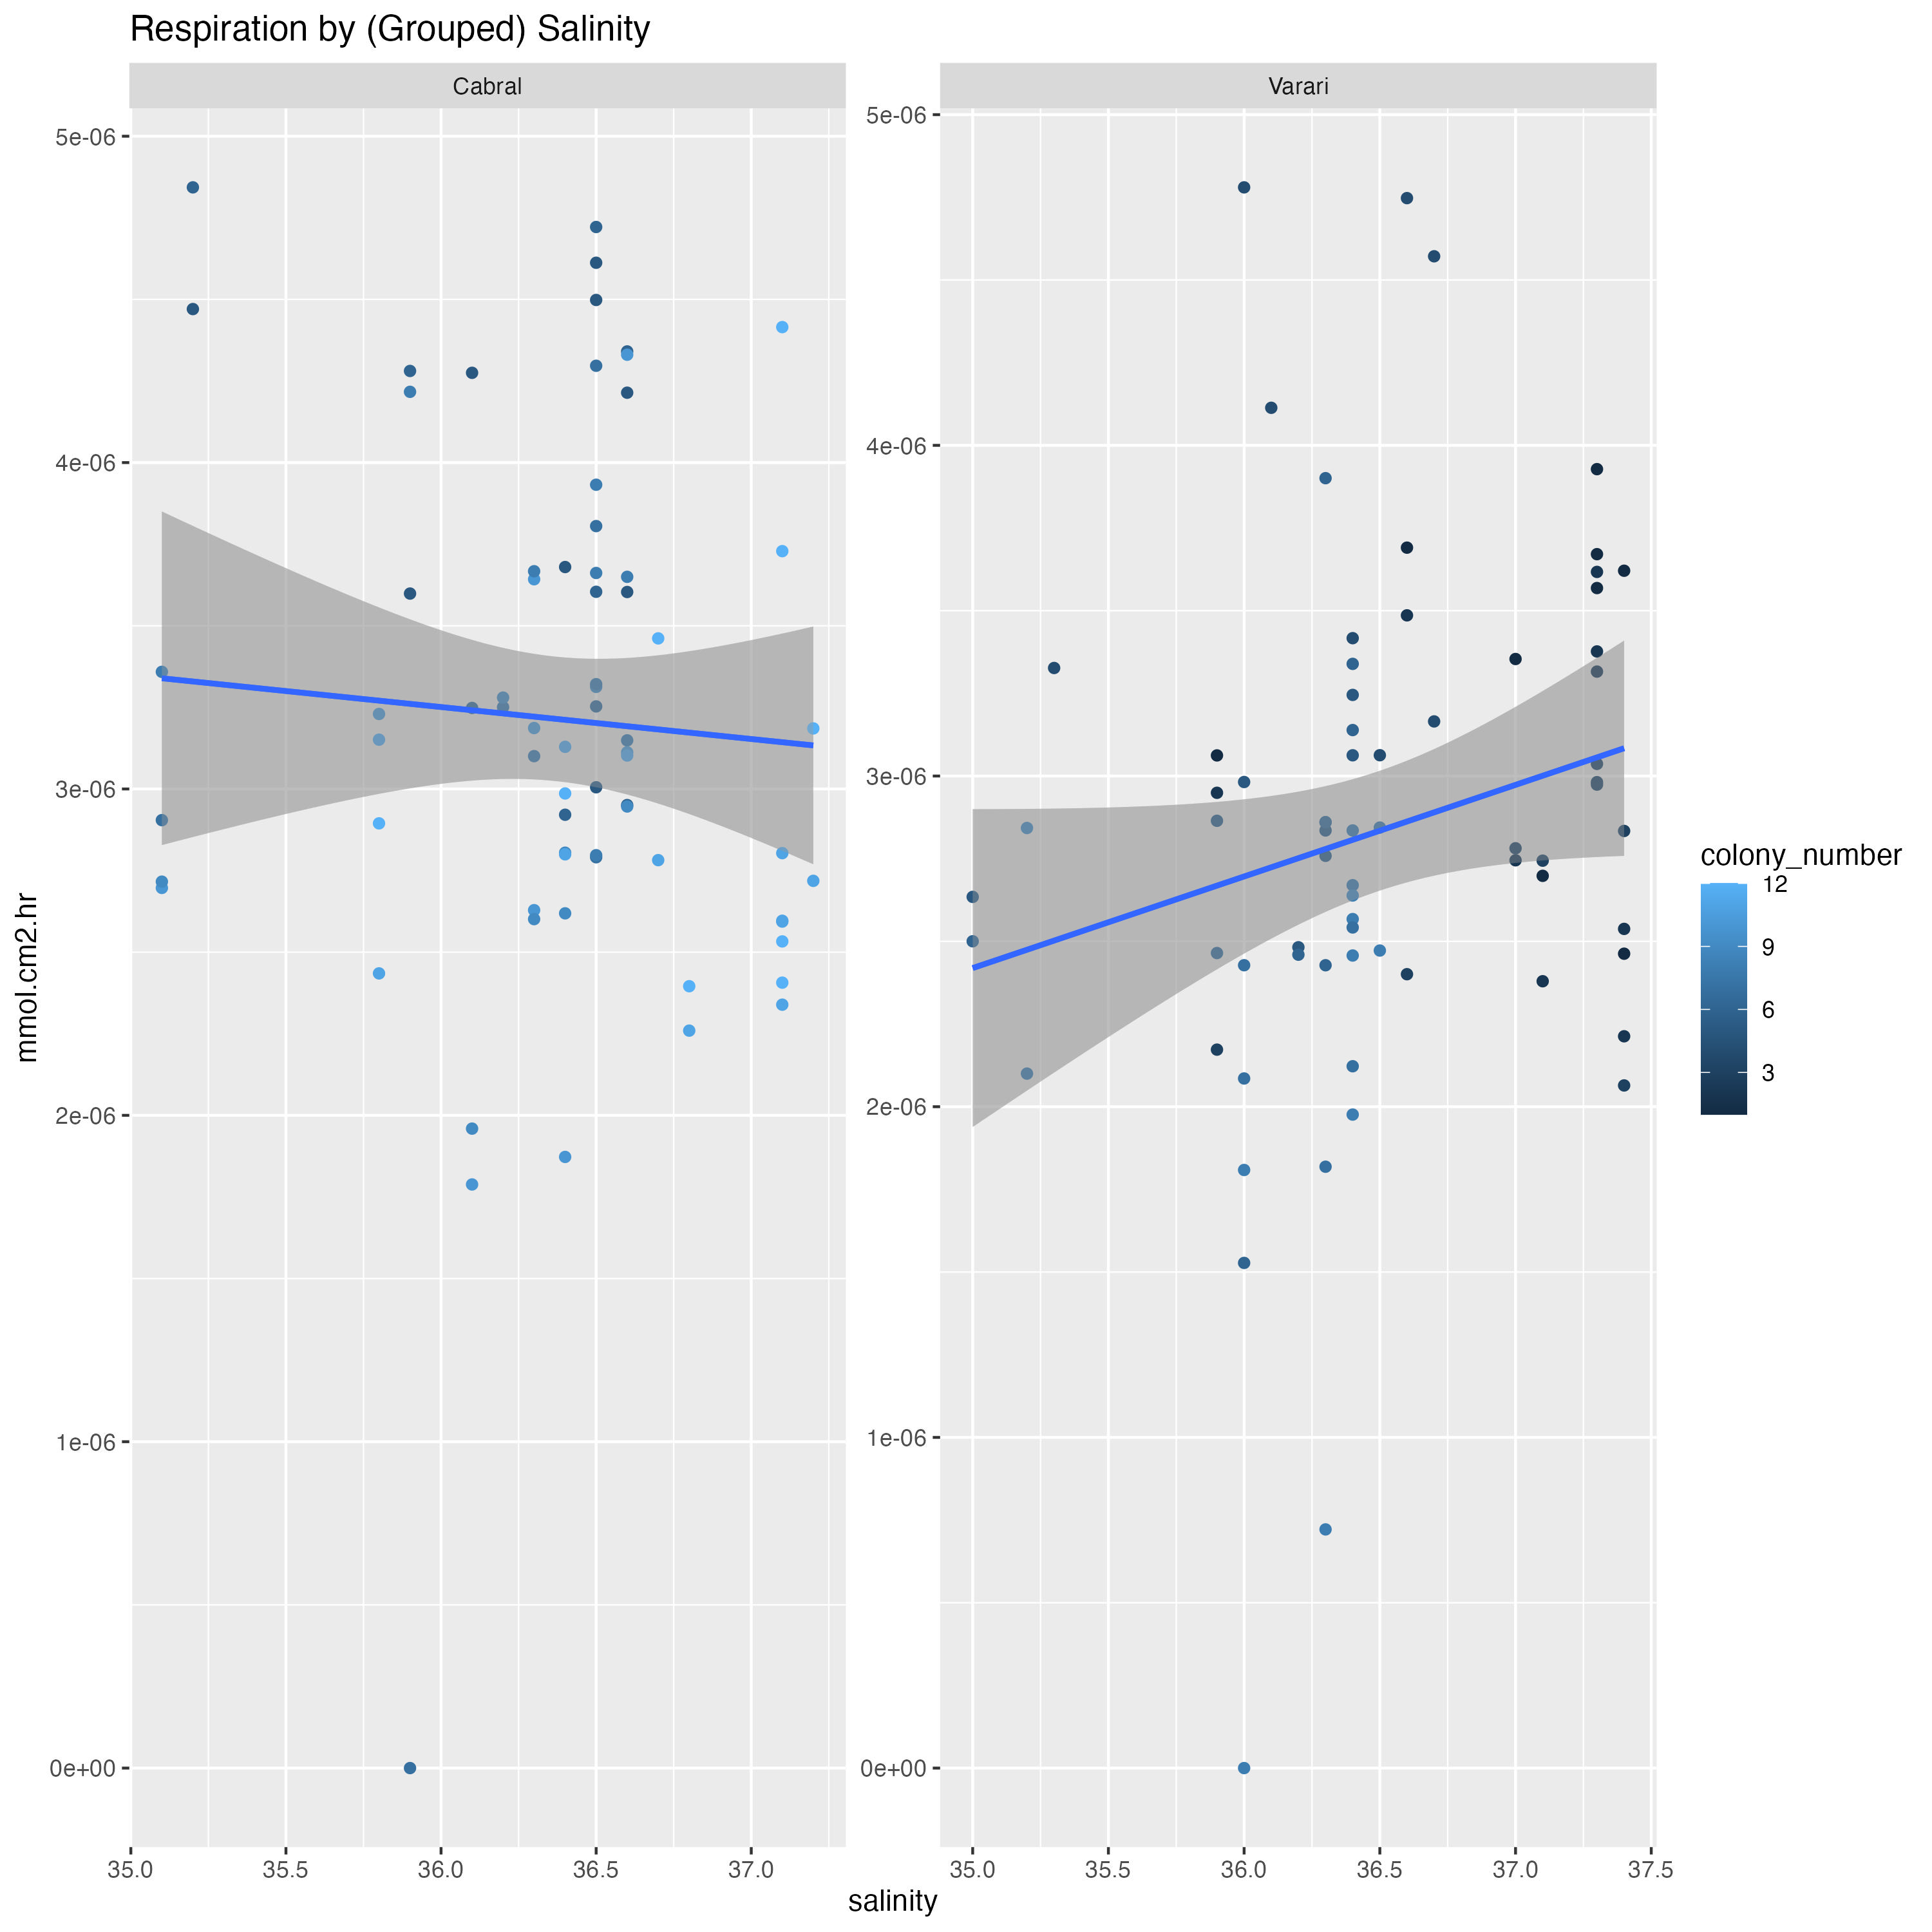 Respiration by (Grouped) Salinity
Cabral
Varari
5e-06
4e-06
3e-06
2e-06
1e-06
0e+00
5e-06
4e-06
3e-06
2e-06
1e-06
0e+00
mmol.cm2.hr
35.0 35.5 36.0 36.5 37.0
35.0 35.5 36.0 36.5 37.0 37.5
salinity
colony_number
12
9
6
3